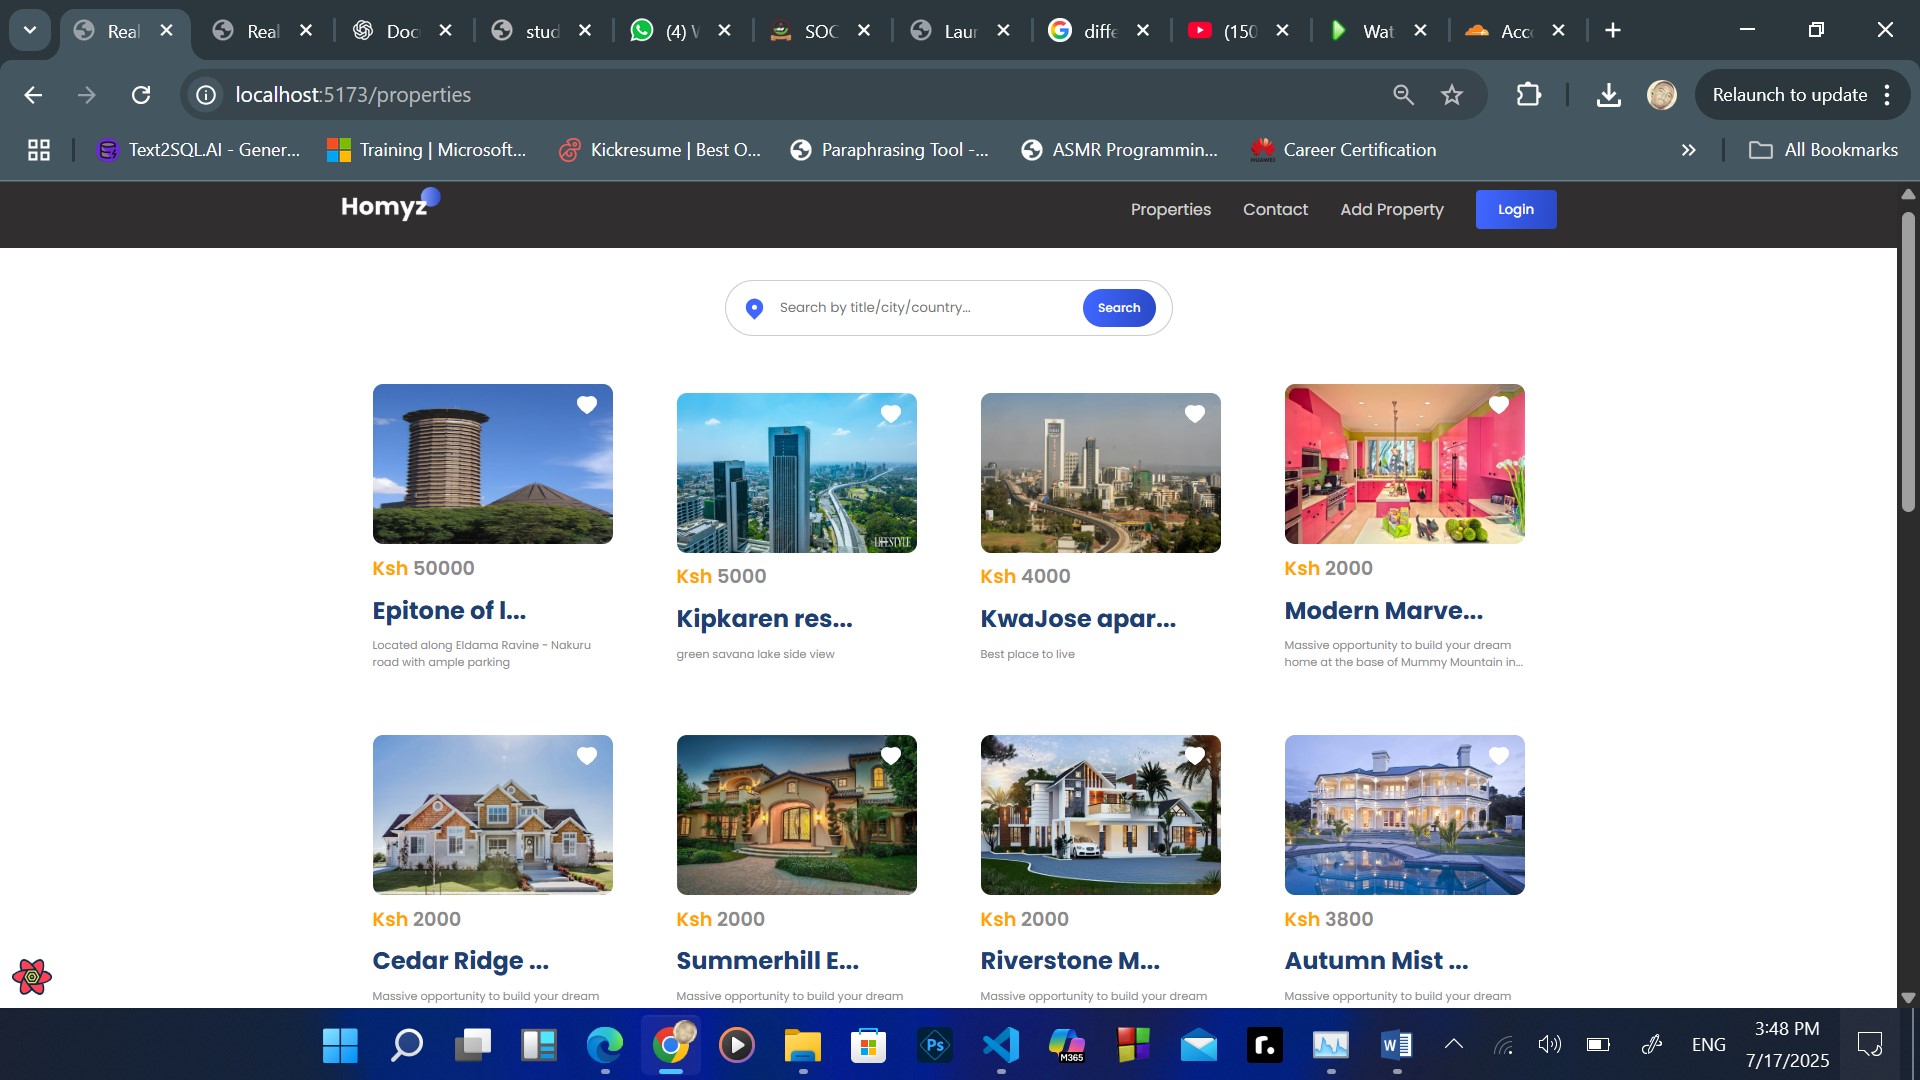 Real
Real
Doc
stud
(4) W
SOC
Laur
diffe
(150
Wat
Acc
localhost:5173/properties
Relaunch to update
Text2SQL.AI - Gener...
Training | Microsoft...
Kickresume | Best O...
Paraphrasing Tool -...
ASMR Programmin...
HUAWEI
Career Certification
All Bookmarks
Homyz
Properties
Contact
Add Property
Login
Search by title/city/country...
Search
LIFESTYLE
Ksh 50000
Epitone of l...
Located along Eldama Ravine - Nakuru
road with ample parking
Ksh 5000
Kipkaren res...
green savana lake side view
Ksh 4000
KwaJose apar...
Best place to live
Ksh 2000
Modern Marve...
Massive opportunity to build your dream
home at the base of Mummy Mountain in...
Ksh 2000
Cedar Ridge ...
Massive opportunity to build your dream
Ksh 2000
Summerhill E...
Massive opportunity to build your dream
Ksh 2000
Riverstone M...
Massive opportunity to build your dream
Ksh 3800
Autumn Mist ...
Massive opportunity to build your dream
Ps
M365
r.
W
ENG
3:48 PM
7/17/2025